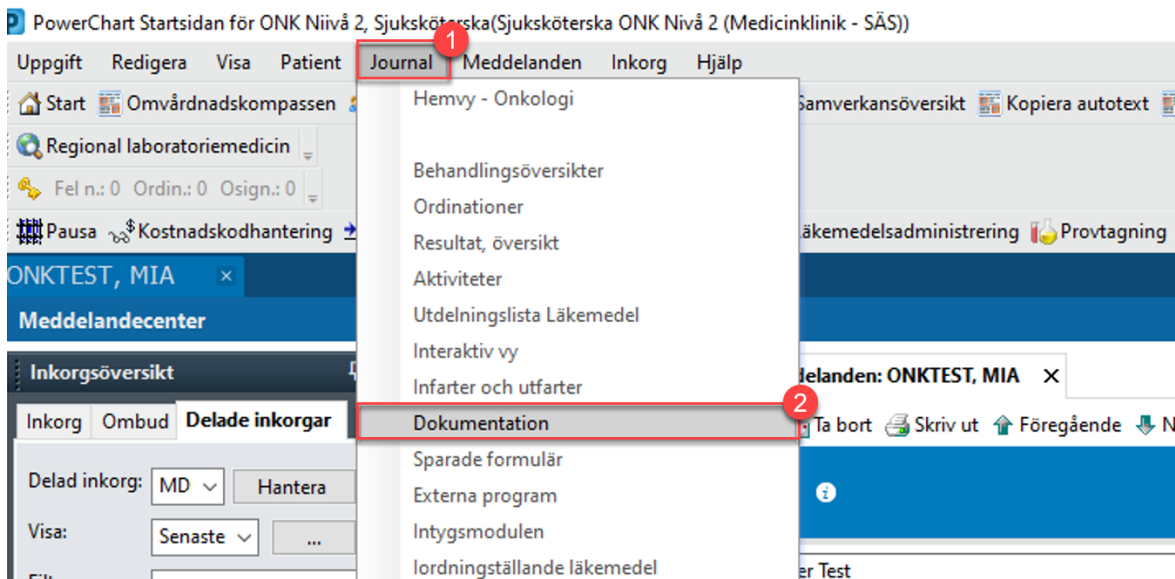 PowerChart Startsidan för ONK Niivå 2, Sjuksköterska(Sjuksköterska ONK Nivå 2 (Medicinklinik - SÄS))
1
Uppgift Redigera Visa Patient Journal Meddelanden Inkorg Hjälp
Start Omvårdnadskompassen Samverkansöversikt Kopiera autotext
Hemvy - Onkologi
Regional laboratoriemedicin
Behandlingsöversikter
Fel n.: 0 Ordin.: 0 Osign.: 0
Ordinationer
Pausa Kostnadskodhantering äkemedelsadministrering Provtagning
Resultat, översikt
ONKTEST, MIA ×
Aktiviteter
Meddelandecenter
Utdelningslista Läkemedel
Interaktiv vy
Inkorgsöversikt
elanden: ONKTEST, MIA X
Infarter och utfarter
2
Inkorg Ombud Delade inkorgar
Dokumentation
Ta bort Skriv ut Föregående N
Sparade formulär
Delad inkorg: MD Hantera
Externa program
Visa: Senaste ...
Intygsmodulen
Iordningställande läkemedel
er Test